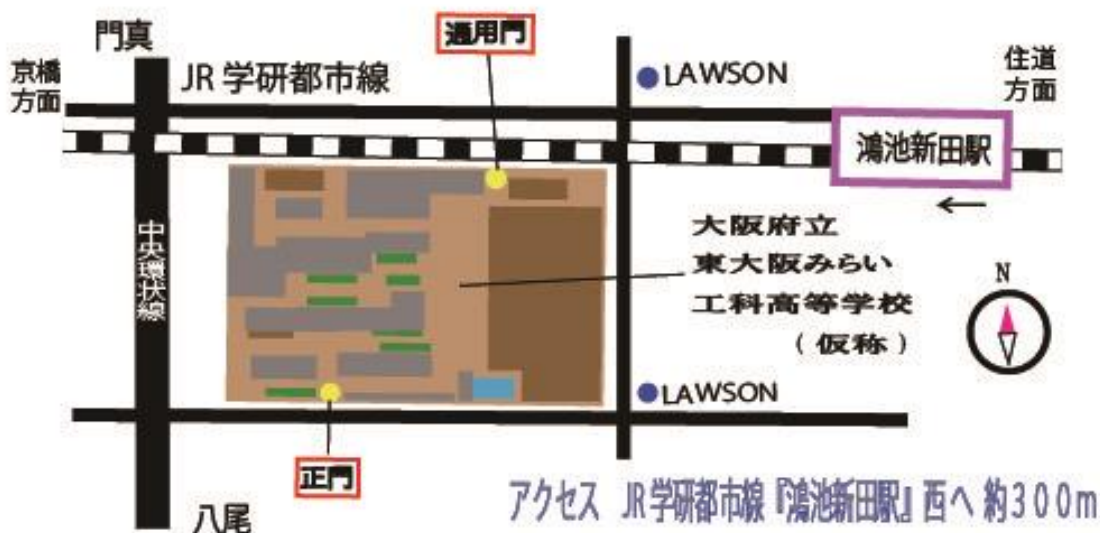 門真
通用門
京橋
方面
JR 学研都市線
LAWSON
住道
方面
鴻池新田駅
←
中央環状線
大阪府立
東大阪みらい
工科高等学校
(仮称)
N
LAWSON
正門
八尾
アクセス JR学研都市線『鴻池新田駅』西へ 約300m